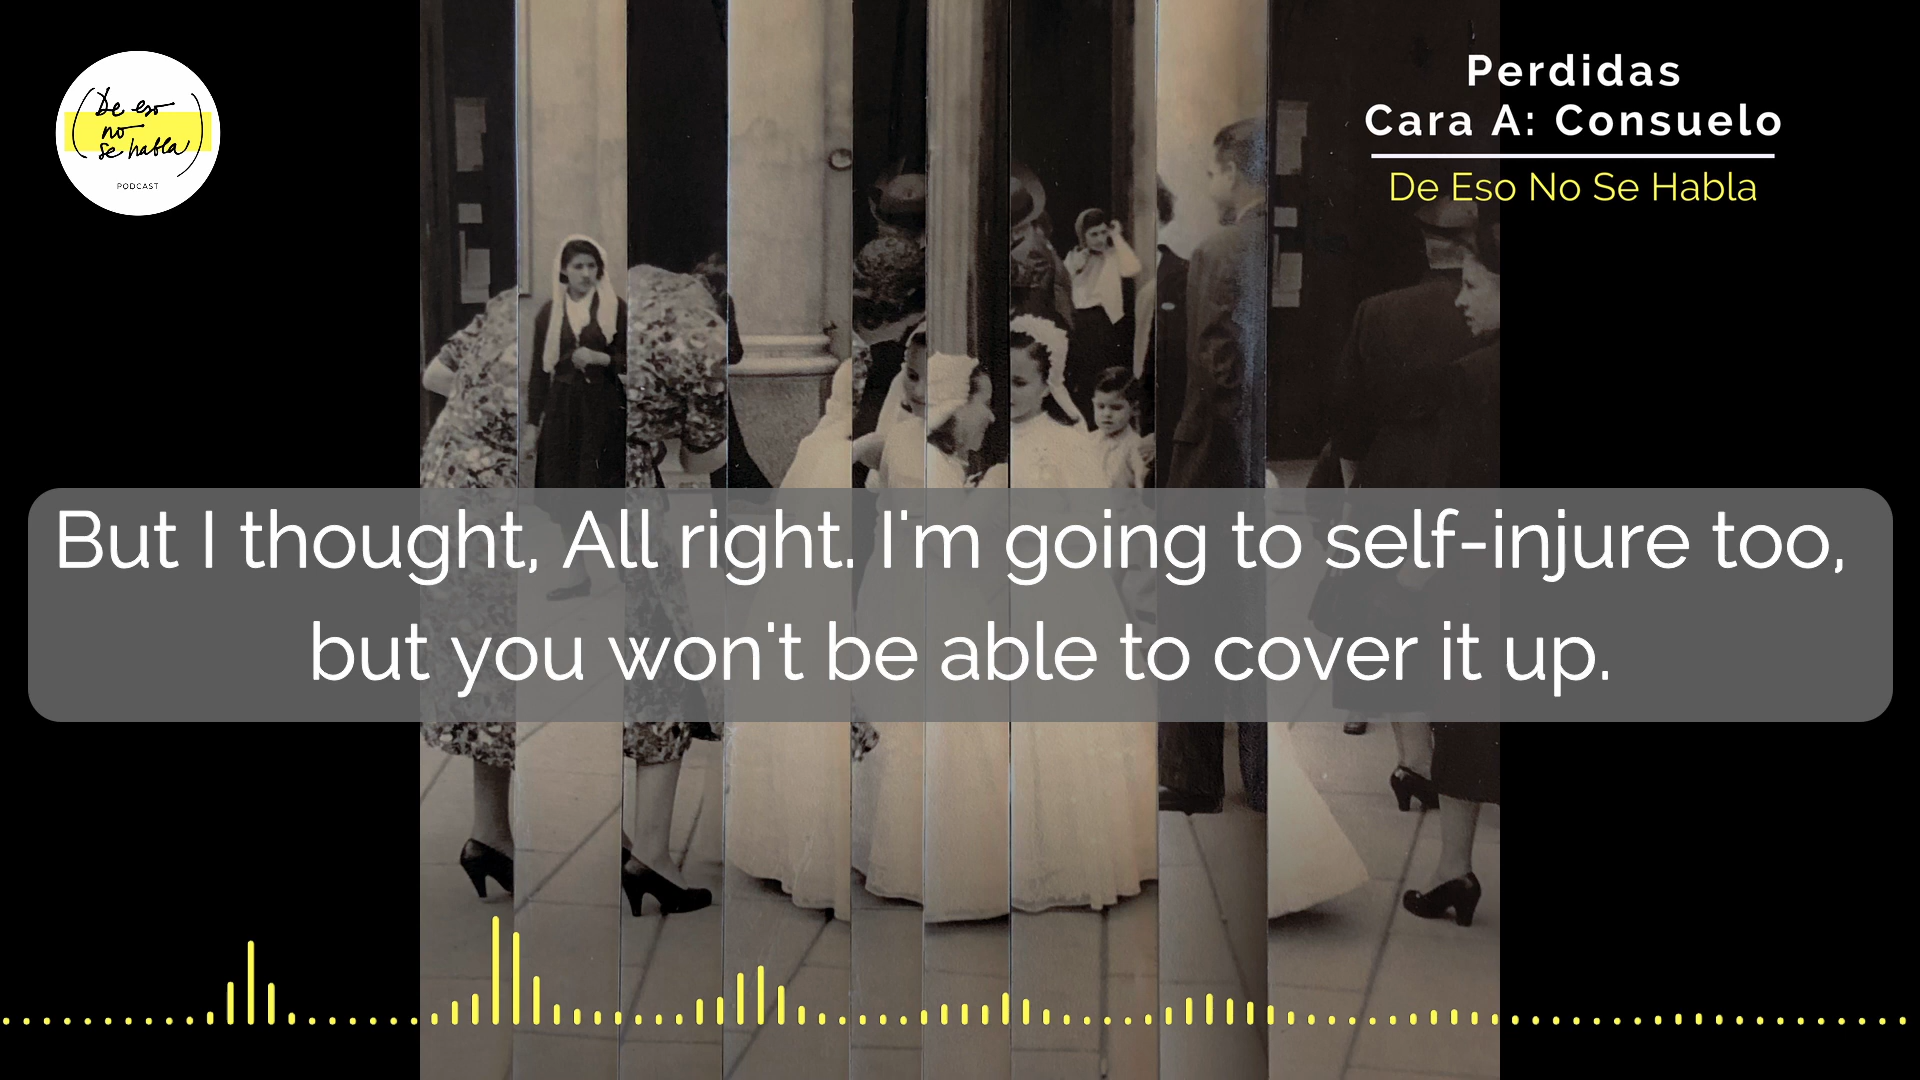 De eso
no
se habla
PODCAST
Perdidas
Cara A: Consuelo
De Eso No Se Habla
But I thought, All right. I'm going to self-injure too,
but you won't be able to cover it up.